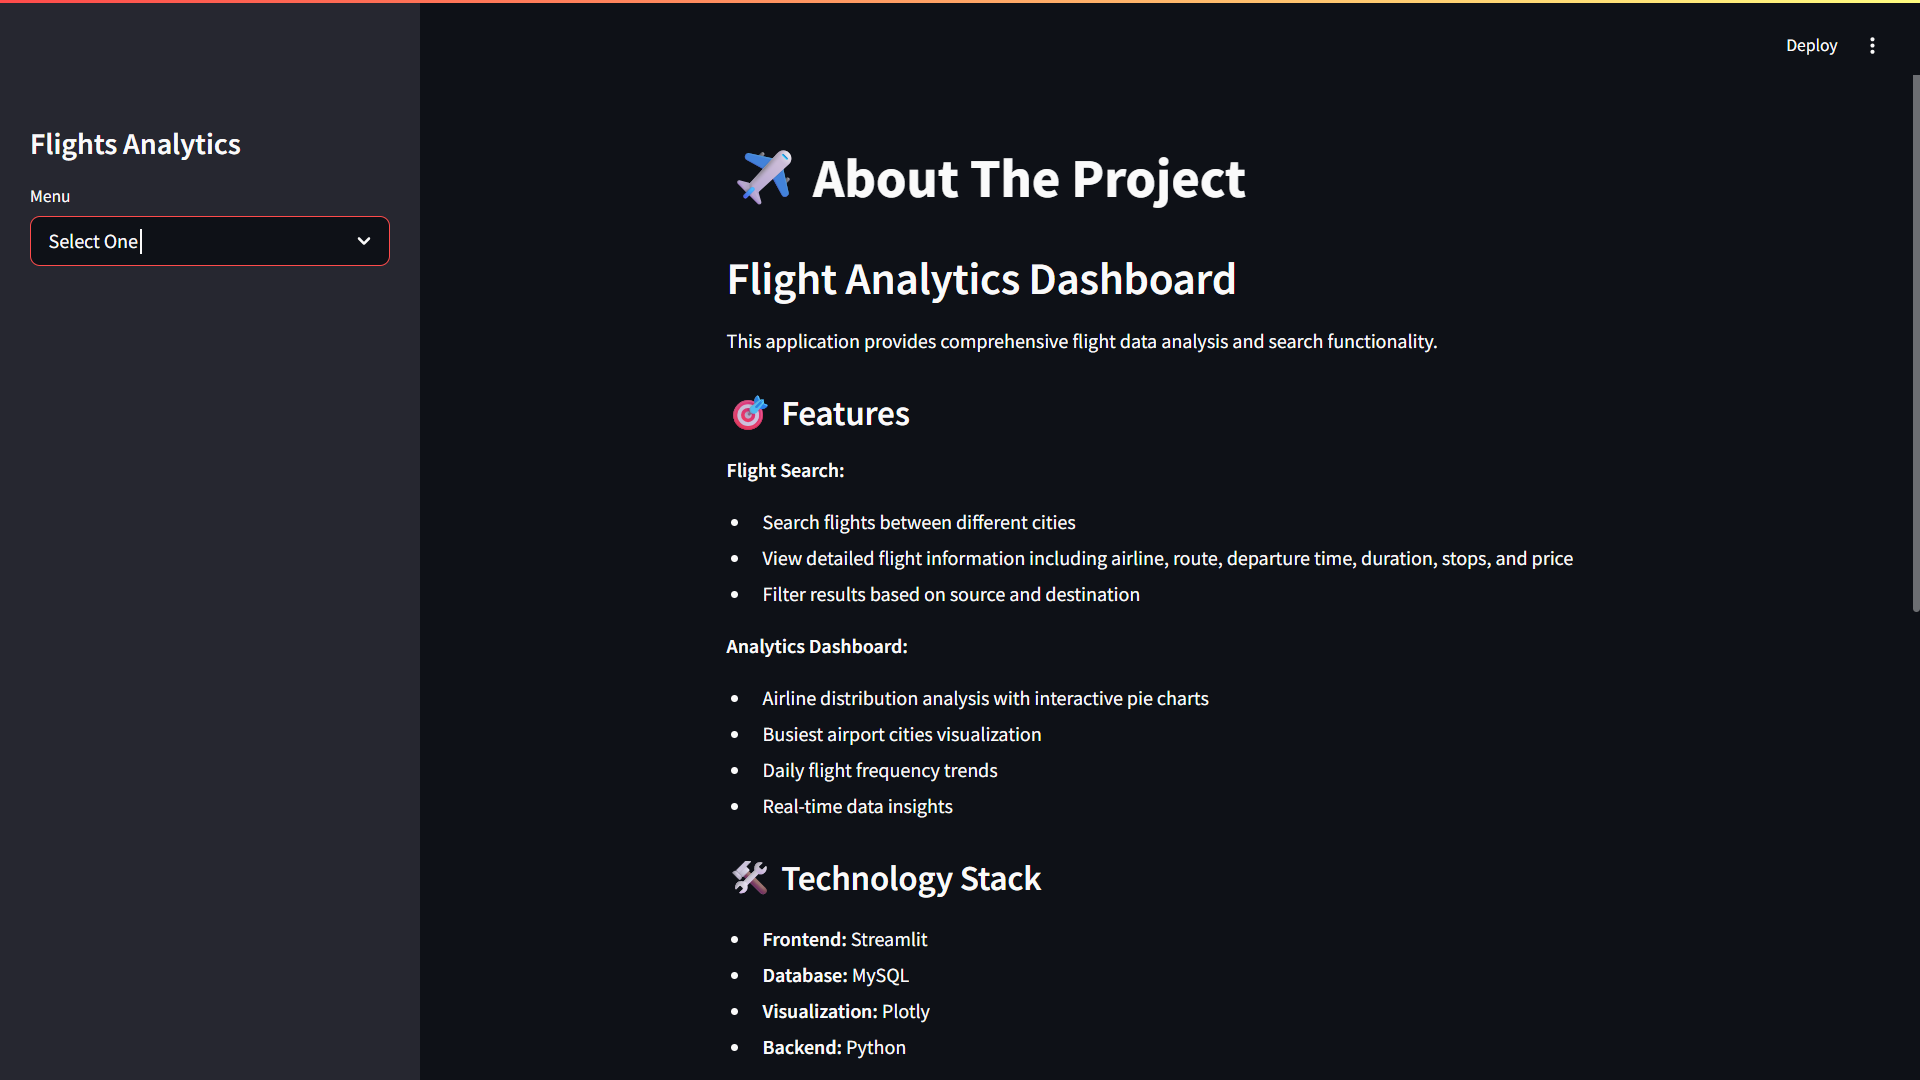 Deploy
Flights Analytics
Menu
Select One
About The Project
Flight Analytics Dashboard
This application provides comprehensive flight data analysis and search functionality.
Features
Flight Search:
Search flights between different cities
View detailed flight information including airline, route, departure time, duration, stops, and price
Filter results based on source and destination
Analytics Dashboard:
Airline distribution analysis with interactive pie charts
Busiest airport cities visualization
Daily flight frequency trends
Real-time data insights
Technology Stack
Frontend: Streamlit
Database: MySQL
Visualization: Plotly
Backend: Python